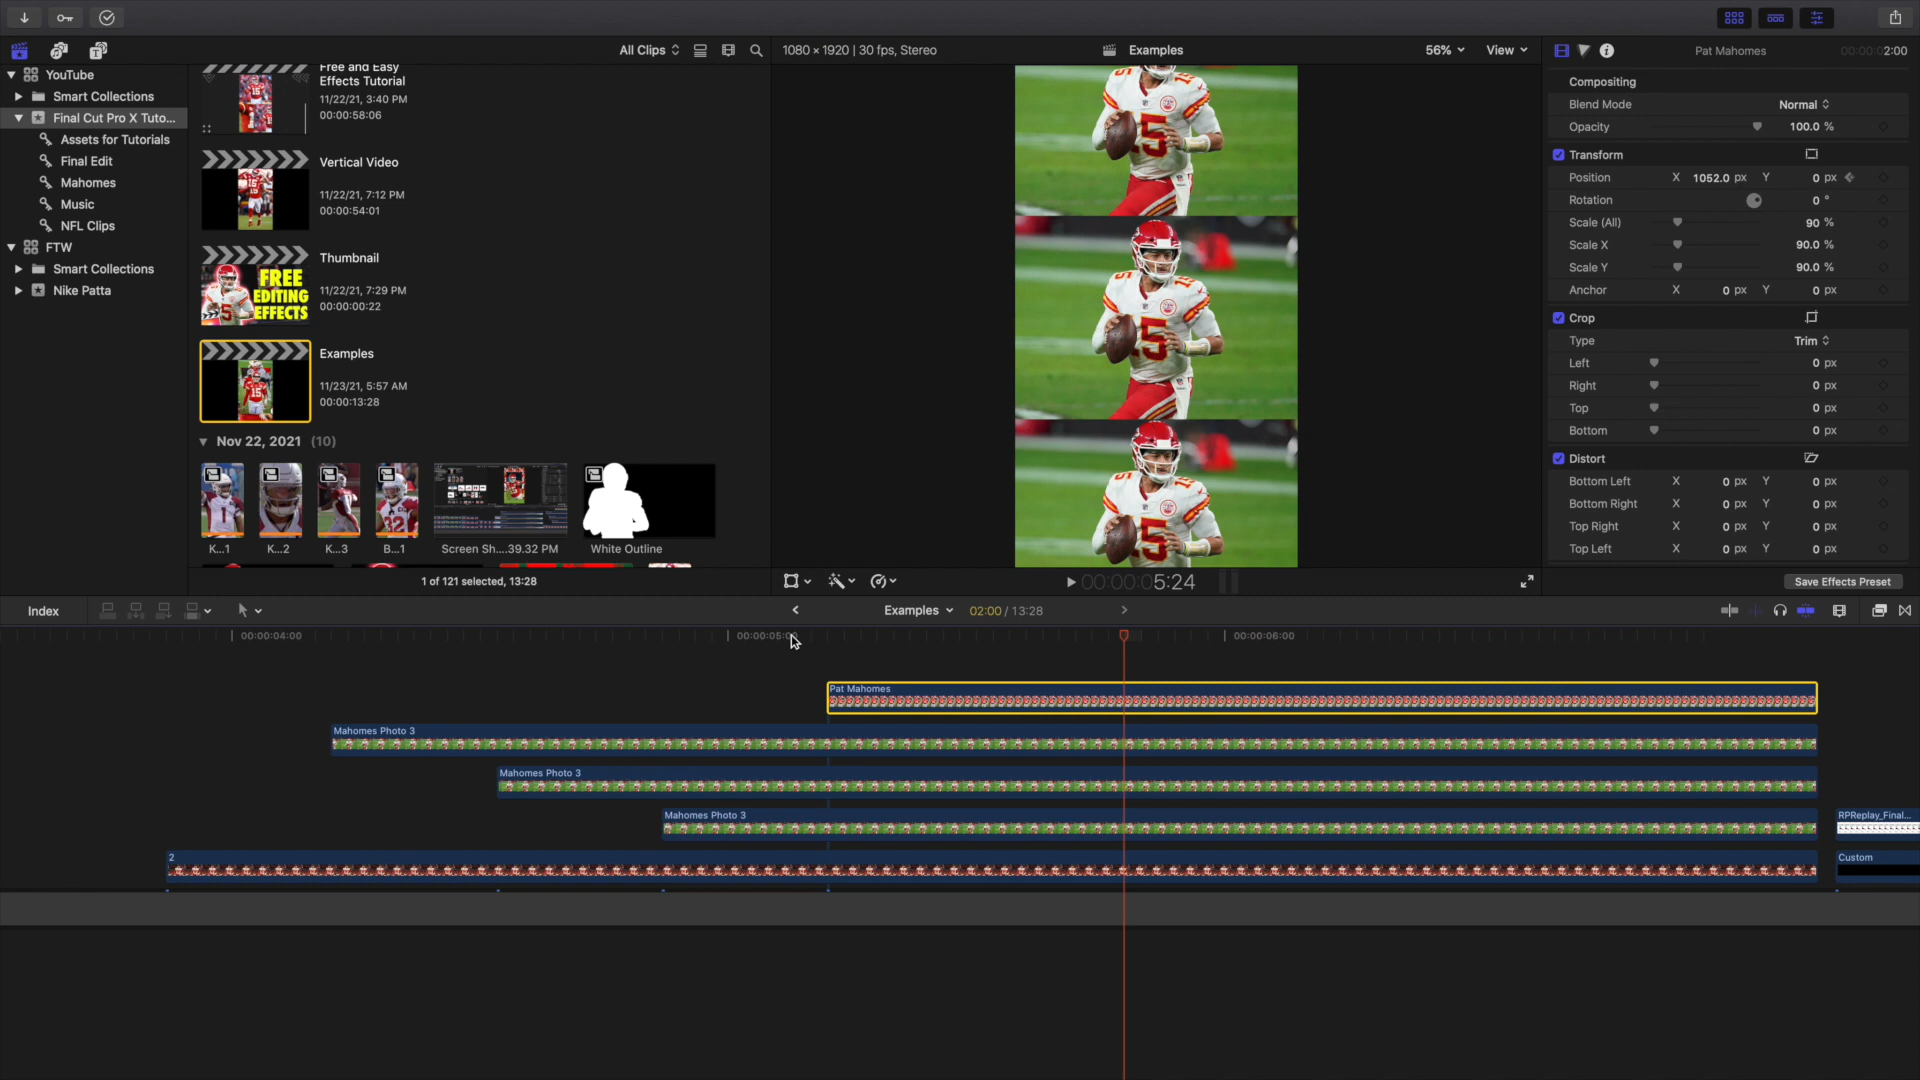 All Clips
1080 × 1920 | 30 fps, Stereo
Examples
56%
View
Pat Mahomes
00:00:02:00
YouTube
Smart Collections
Final Cut Pro X Tuto...
Assets for Tutorials
Final Edit
Mahomes
Music
NFL Clips
FTW
Smart Collections
Nike Patta
Free and Easy
Effects Tutorial
11/22/21, 3:40 PM
00:00:58:06
Vertical Video
11/22/21, 7:12 PM
00:00:54:01
FREE
EDITING
EFFECTS
Thumbnail
11/22/21, 7:29 PM
00:00:00:22
Examples
11/23/21, 5:57 AM
00:00:13:28
Nov 22, 2021 (10)
K...1
K...2
K...3
B...1
Screen Sh....39.32 PM
White Outline
1 of 121 selected, 13:28
00:00:05:24
Compositing
Blend Mode Normal
Opacity 100.0 %
Transform
Position X 1052.0 px Y 0 px
Rotation 0 °
Scale (All) 90 %
Scale X 90.0 %
Scale Y 90.0 %
Anchor X 0 px Y 0 px
Crop
Type Trim
Left 0 px
Right 0 px
Top 0 px
Bottom 0 px
Distort
Bottom Left X 0 px Y 0 px
Bottom Right X 0 px Y 0 px
Top Right X 0 px Y 0 px
Top Left X 0 px Y 0 px
Save Effects Preset
Index
Examples
02:00 / 13:28
00:00:04:00
00:00:06:00
Pat Mahomes
Mahomes Photo 3
Mahomes Photo 3
Mahomes Photo 3
RPReplay_Final...
2
Custom